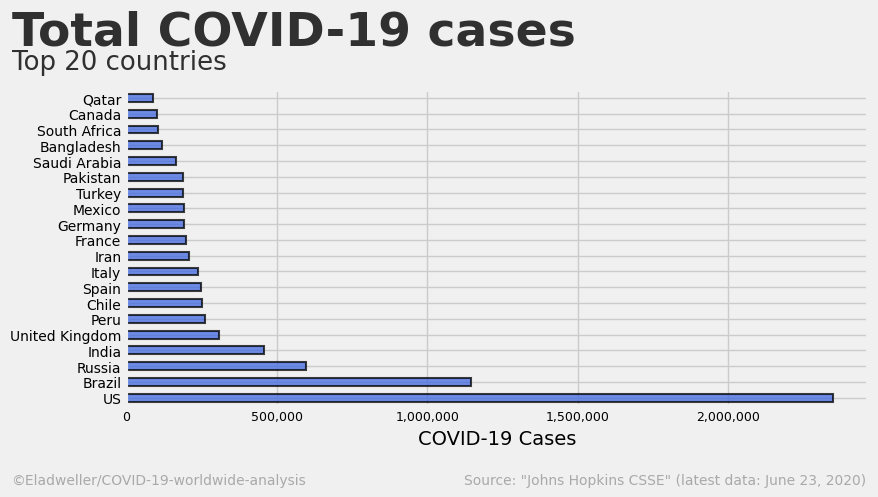 Total COVID-19 cases
Top 20 countries
Qatar
Canada
South Africa
Bangladesh
Saudi Arabia
Pakistan
Turkey
Mexico
Germany
France
Iran
Italy
Spain
Chile
Peru
United Kingdom
India
Russia
Brazil
US
0 500,000 1,000,000 1,500,000 2,000,000
COVID-19 Cases
©Eladweller/COVID-19-worldwide-analysis Source: "Johns Hopkins CSSE" (latest data: June 23, 2020)